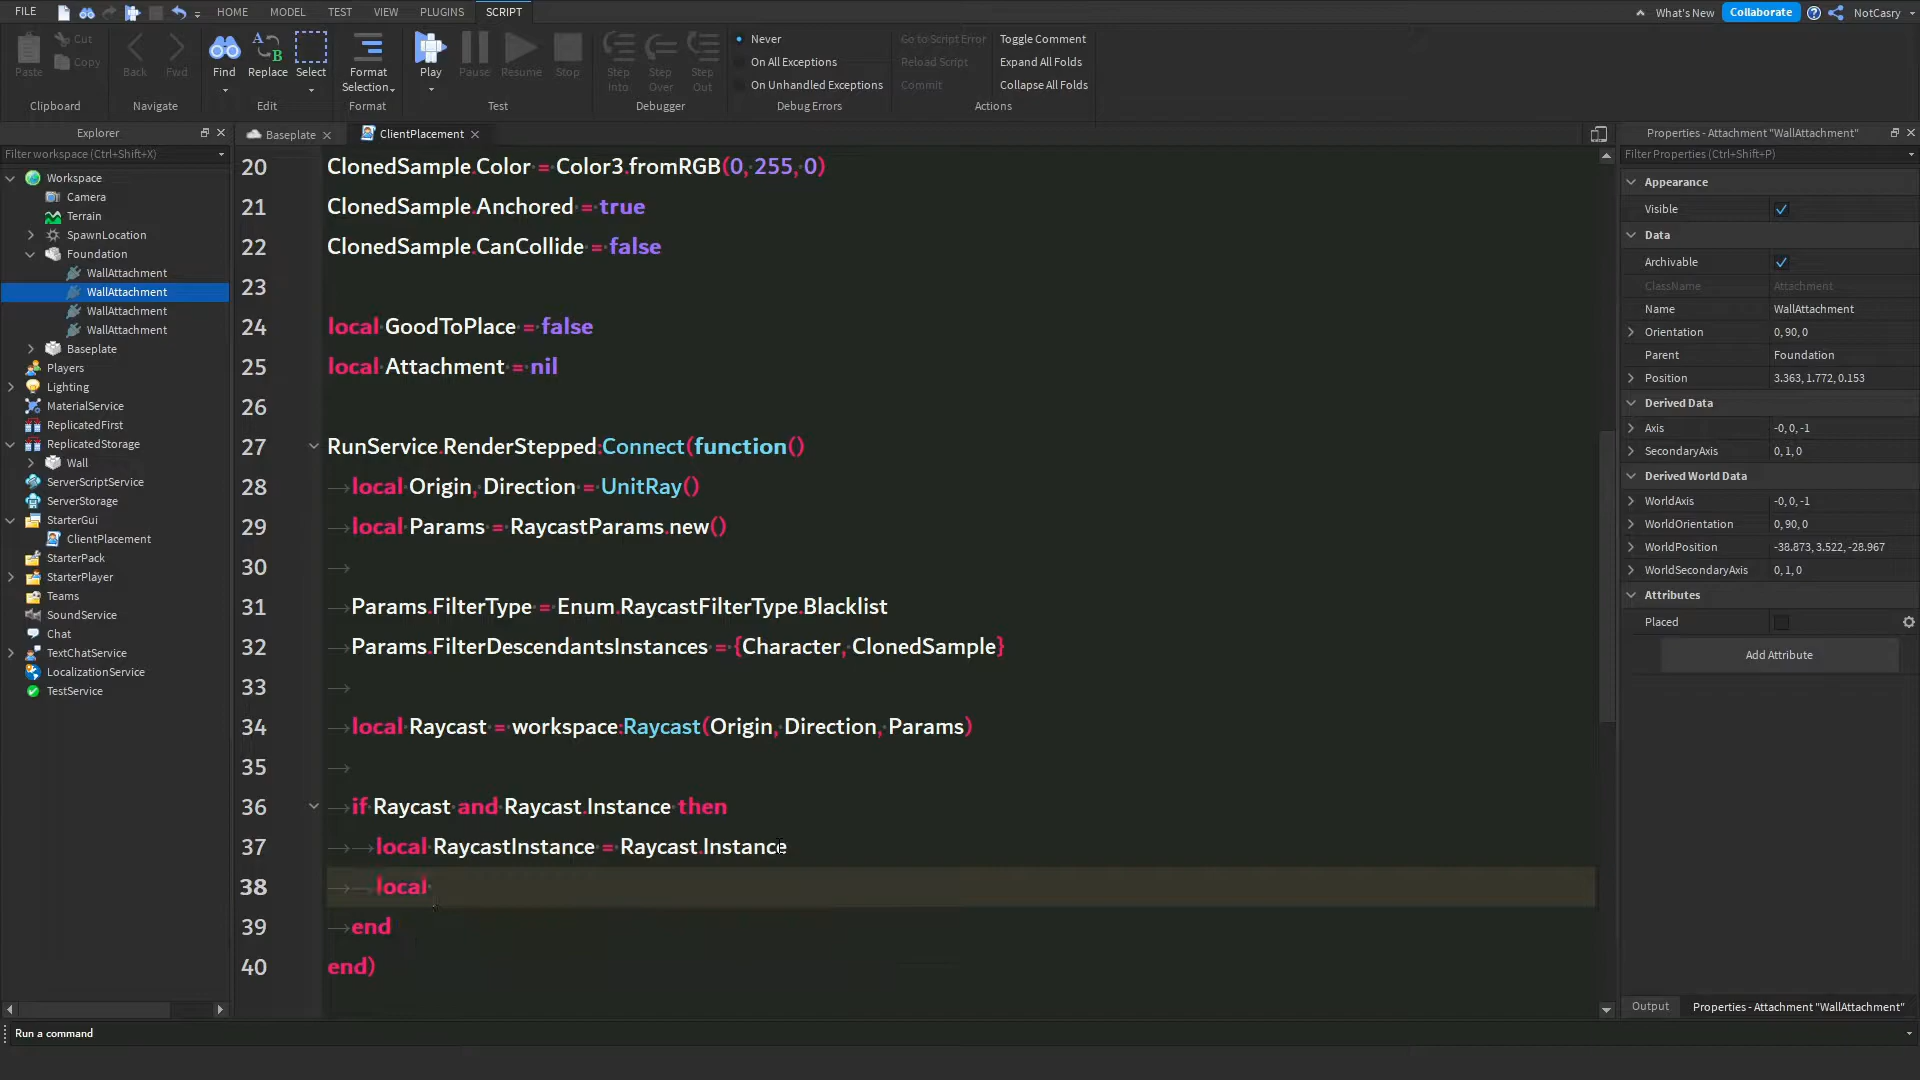 FILE
HOME
MODEL
TEST
VIEW
PLUGINS
SCRIPT
What's New
Collaborate
NotCasry
Paste
Cut
Copy
Clipboard
Back
Fwd
Navigate
Find
Replace
Select
Edit
Format
Selection
Format
Play
Pause
Resume
Stop
Test
Step
Into
Step
Over
Step
Out
Debugger
Never
On All Exceptions
On Unhandled Exceptions
Debug Errors
Go to Script Error
Reload Script
Commit
Toggle Comment
Expand All Folds
Collapse All Folds
Actions
Explorer
Filter workspace (Ctrl+Shift+X)
Workspace
Camera
Terrain
SpawnLocation
Foundation
WallAttachment
WallAttachment
WallAttachment
WallAttachment
Baseplate
Players
Lighting
MaterialService
ReplicatedFirst
ReplicatedStorage
Wall
ServerScriptService
ServerStorage
StarterGui
ClientPlacement
StarterPack
StarterPlayer
Teams
SoundService
Chat
TextChatService
LocalizationService
TestService
Baseplate
ClientPlacement
20 ClonedSample.Color = Color3.fromRGB(0, 255, 0)
21 ClonedSample.Anchored = true
22 ClonedSample.CanCollide = false
23
24 local GoodToPlace = false
25 local Attachment = nil
26
27 RunService.RenderStepped:Connect(function()
28 local Origin, Direction = UnitRay()
29 local Params = RaycastParams.new()
30
31 Params.FilterType = Enum.RaycastFilterType.Blacklist
32 Params.FilterDescendantsInstances = {Character, ClonedSample}
33
34 local Raycast = workspace:Raycast(Origin, Direction, Params)
35
36 if Raycast and Raycast.Instance then
37 local RaycastInstance = Raycast.Instance
38 local
39 end
40 end)
Properties - Attachment "WallAttachment"
Filter Properties (Ctrl+Shift+P)
Appearance
Visible
Data
Archivable
ClassName Attachment
Name WallAttachment
Orientation 0, 90, 0
Parent Foundation
Position 3.363, 1.772, 0.153
Derived Data
Axis -0, 0, -1
SecondaryAxis 0, 1, 0
Derived World Data
WorldAxis -0, 0, -1
WorldOrientation 0, 90, 0
WorldPosition -38.873, 3.522, -28.967
WorldSecondaryAxis 0, 1, 0
Attributes
Placed
Add Attribute
Output
Properties - Attachment "WallAttachment"
Run a command